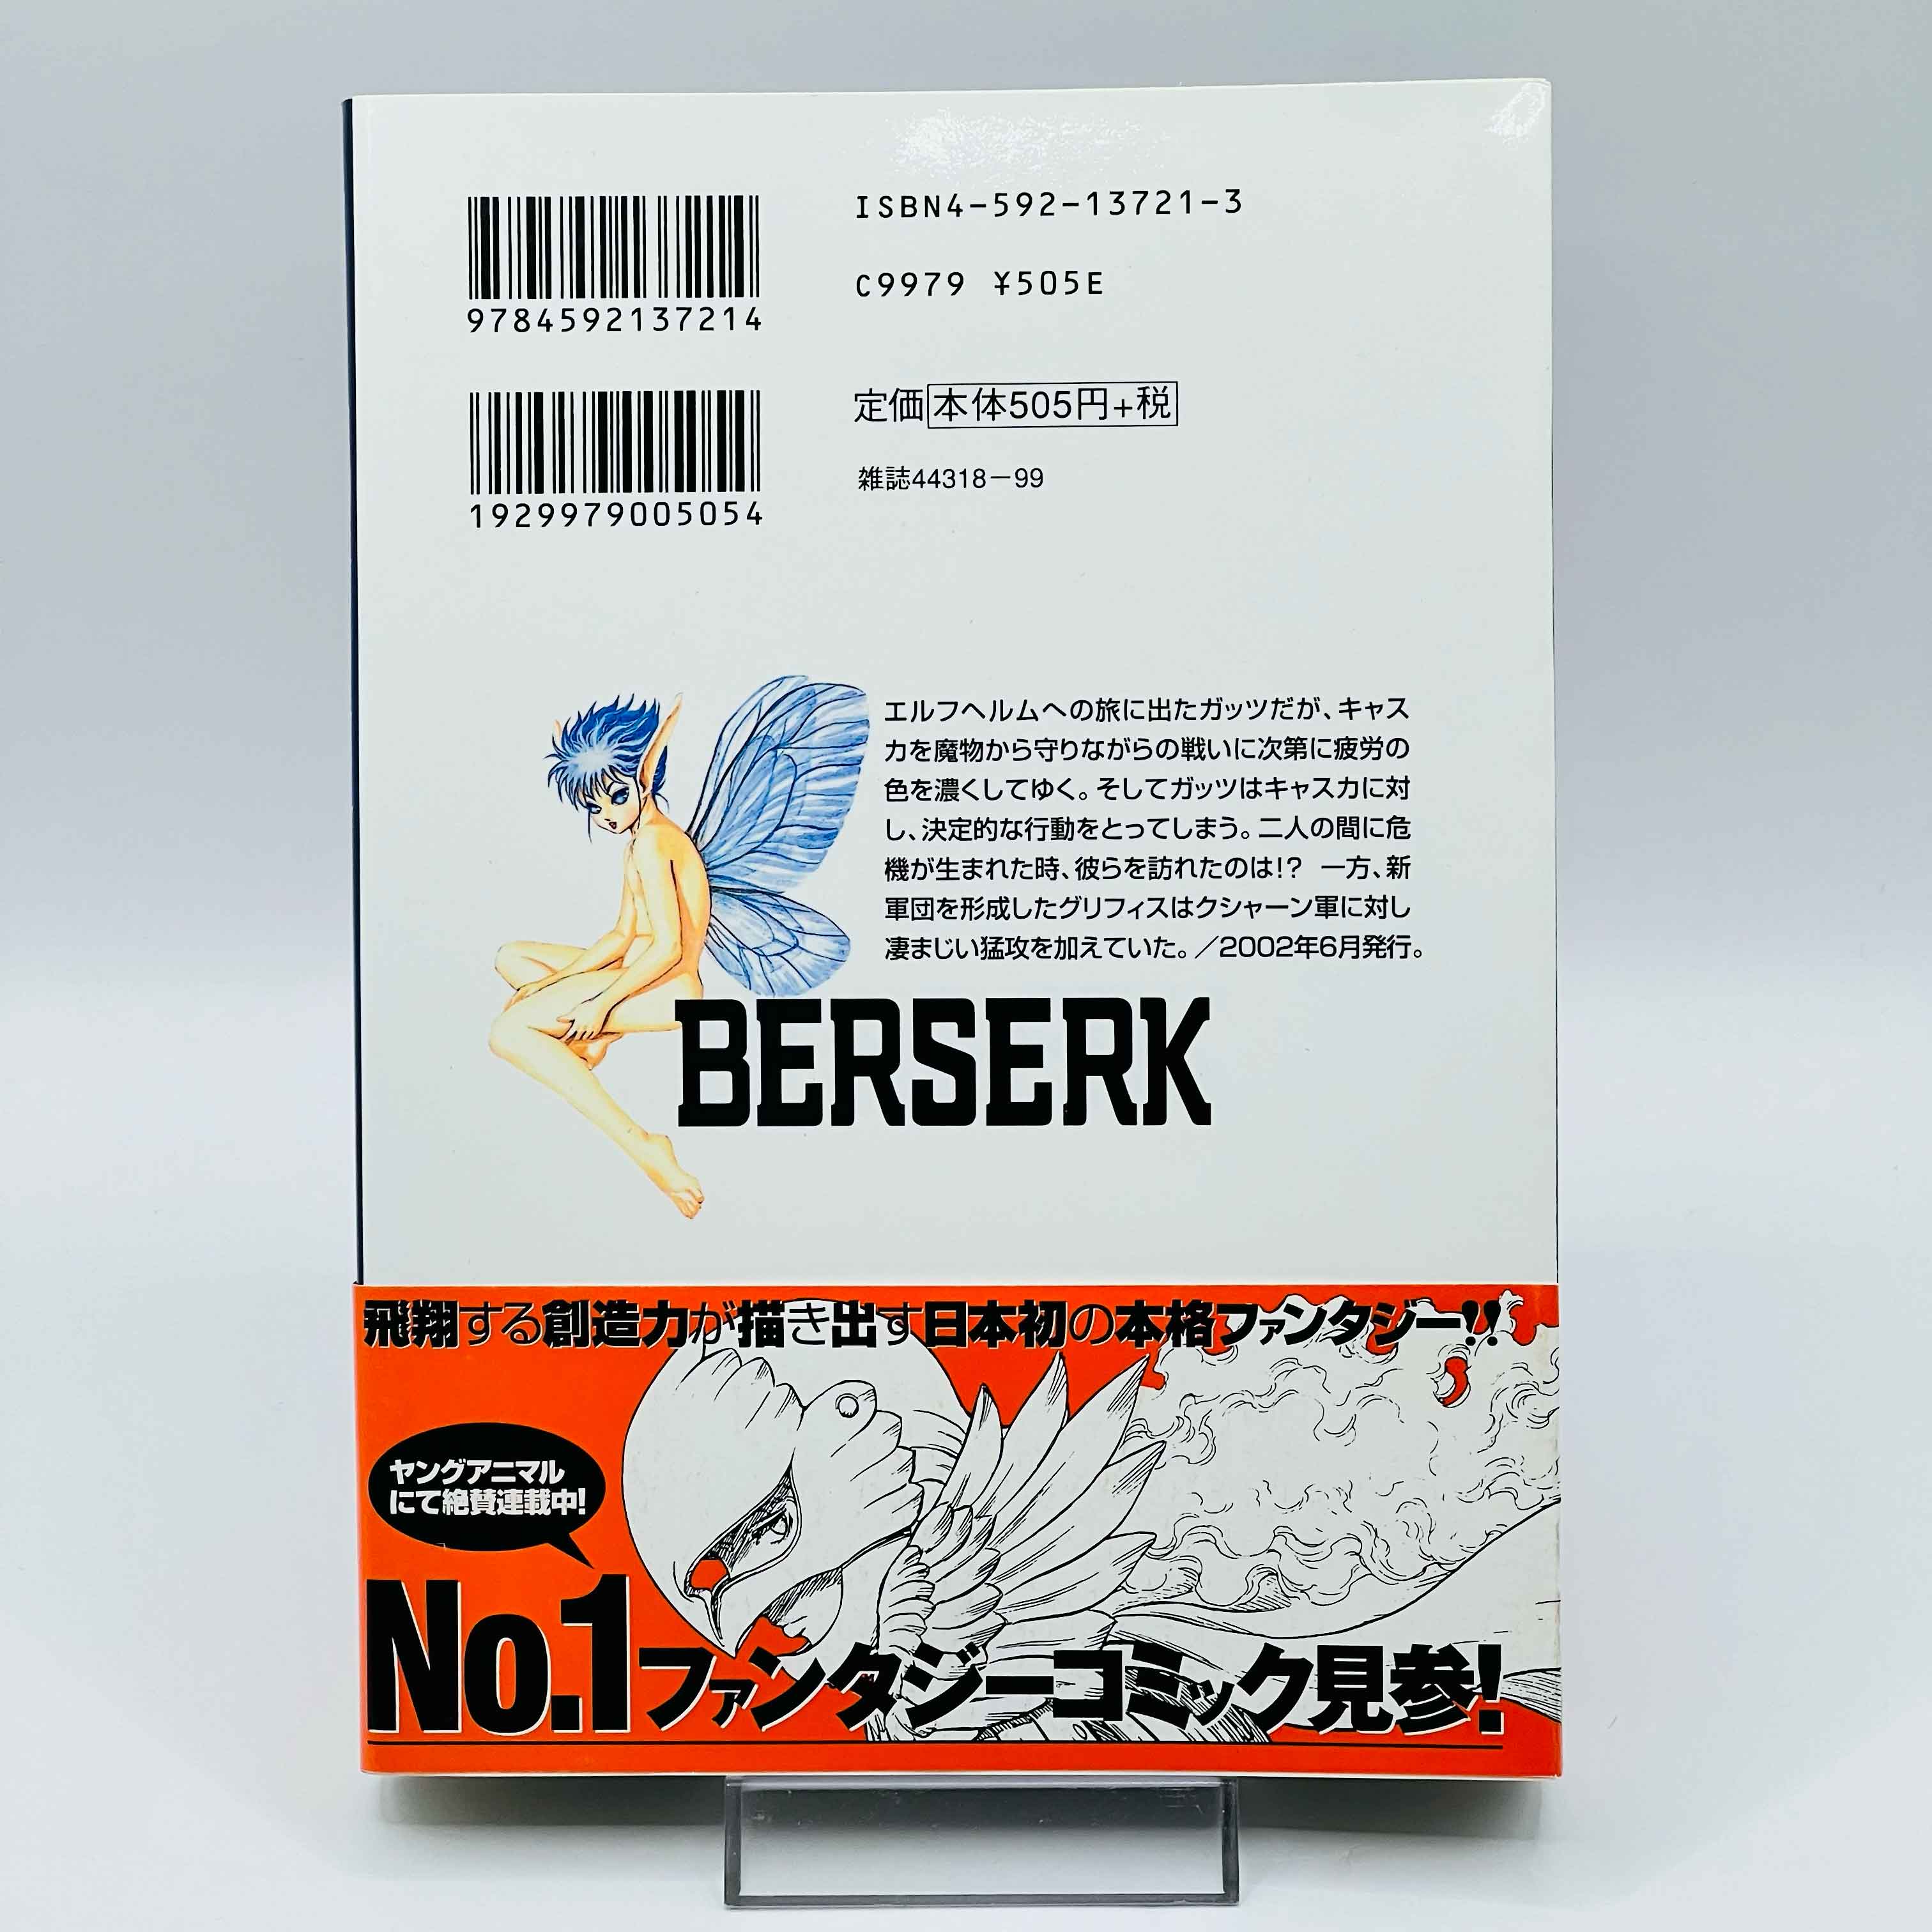 ISBN4-592-13721-3
9784592137214
C9979 ¥505E
定価本体505円+税
1929979005054
雑誌44318-99
エルフヘルムへの旅に出たガッツだが、キャス
カを魔物から守りながらの戦いに次第に疲労の
色を濃くしてゆく。そしてガッツはキャスカに対
し、決定的な行動をとってしまう。二人の間に危
機が生まれた時、彼らを訪れたのは!? 一方、新
軍団を形成したグリフィスはクシャーン軍に対し
凄まじい猛攻を加えていた。／2002年6月発行。
BERSERK
飛翔する創造力が描き出す日本初の本格ファンタジー!!
ヤングアニマル
にて絶賛連載中!
No.1ファンタジーコミック見参!